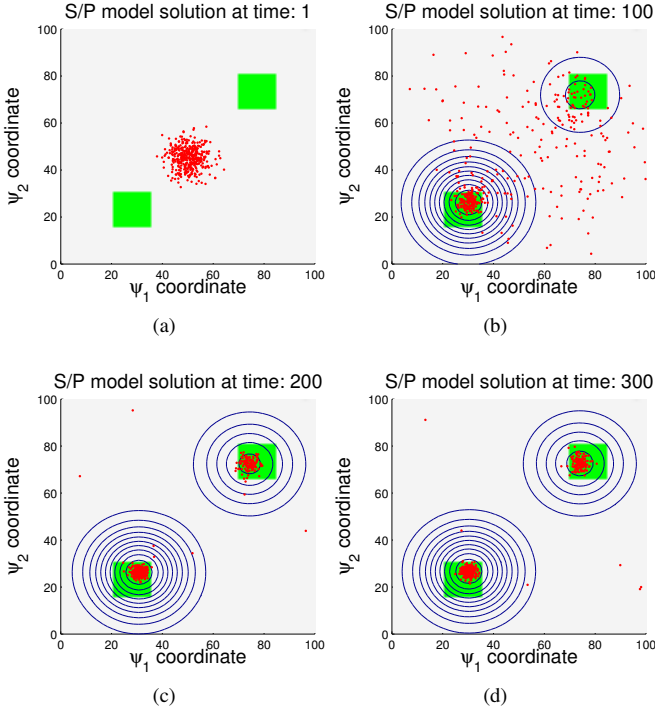 S/P model solution at time: 1
S/P model solution at time: 100
100
80
60
40
20
0
Ψ2 coordinate
0 20 40 60 80 100
Ψ1 coordinate
(a)
100
80
60
40
20
0
Ψ2 coordinate
0 20 40 60 80 100
Ψ1 coordinate
(b)
S/P model solution at time: 200
S/P model solution at time: 300
100
80
60
40
20
0
Ψ2 coordinate
0 20 40 60 80 100
Ψ1 coordinate
(c)
100
80
60
40
20
0
Ψ2 coordinate
0 20 40 60 80 100
Ψ1 coordinate
(d)